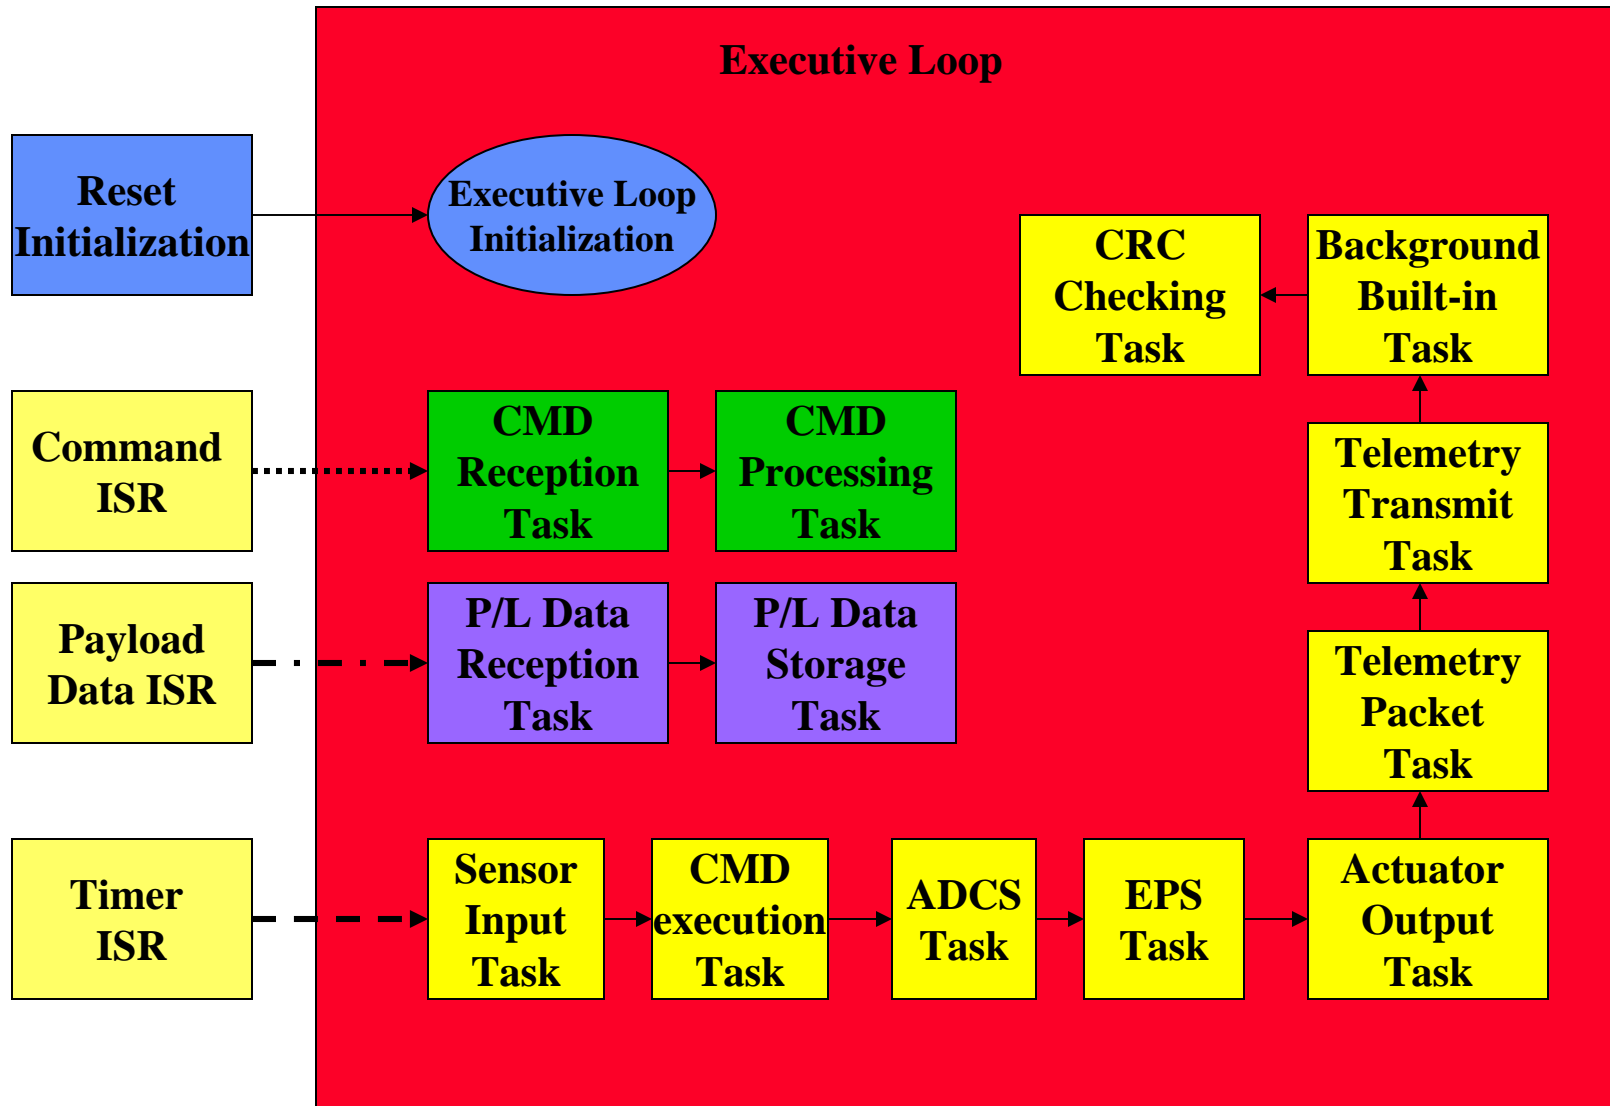 Executive Loop
Reset
Initialization
Executive Loop
Initialization
CRC
Checking
Task
Background
Built-in
Task
Command
ISR
CMD
Reception
Task
CMD
Processing
Task
Telemetry
Transmit
Task
Payload
Data ISR
P/L Data
Reception
Task
P/L Data
Storage
Task
Telemetry
Packet
Task
Timer
ISR
Sensor
Input
Task
CMD
execution
Task
ADCS
Task
EPS
Task
Actuator
Output
Task